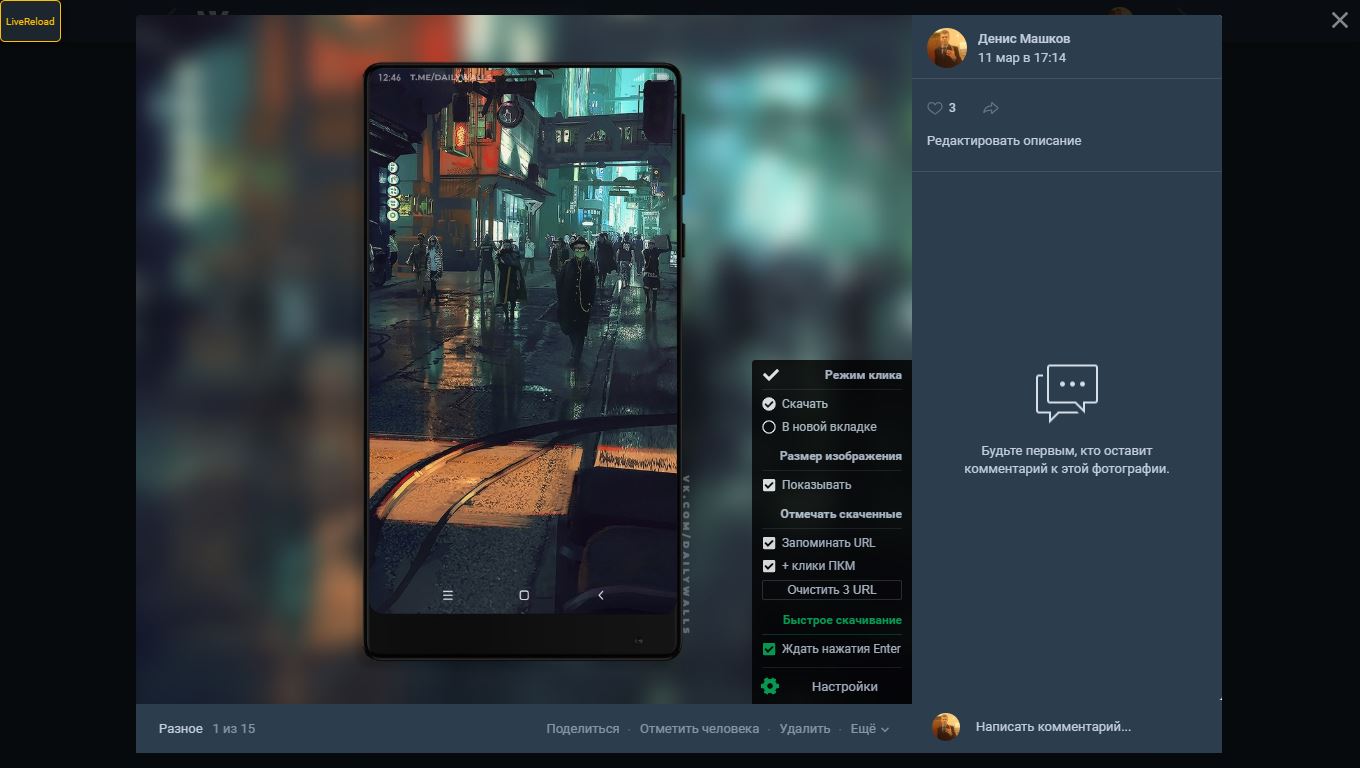 LiveReload
12:46 T.ME/DAILYWALLS
VK.COM/DAILYWALLS
Режим клика
Скачать
В новой вкладке
Размер изображения
Показывать
Отмечать скаченные
Запоминать URL
+ клики ПКМ
Очистить 3 URL
Быстрое скачивание
Ждать нажатия Enter
Настройки
Разное 1 из 15
Поделиться · Отметить человека · Удалить · Ещё
Денис Машков
11 мар в 17:14
3
Редактировать описание
Будьте первым, кто оставит
комментарий к этой фотографии.
Написать комментарий...